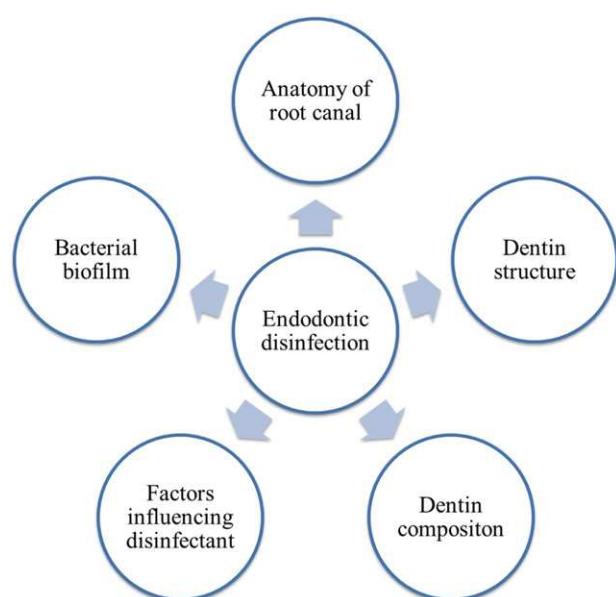 Anatomy of
root canal
Bacterial
biofilm
Dentin
structure
Endodontic
disinfection
Factors
influencing
disinfectant
Dentin
compositon